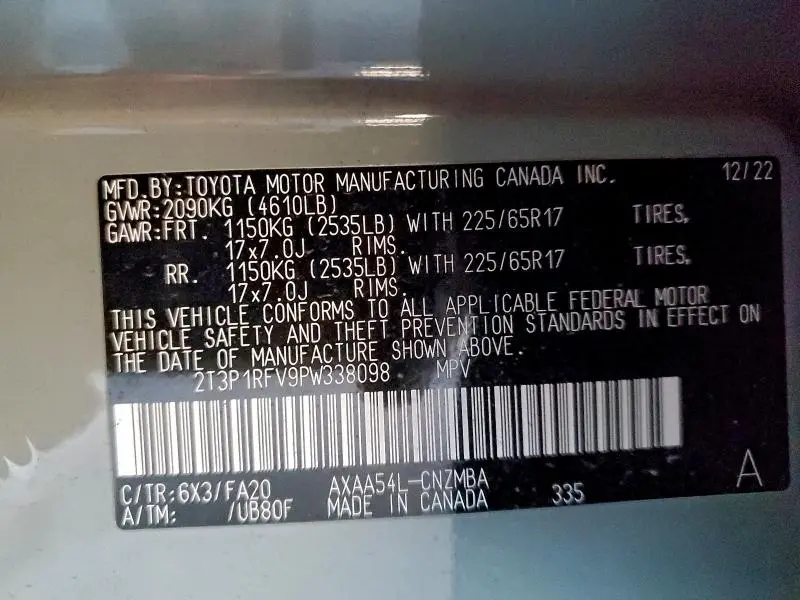 MFD.BY:TOYOTA MOTOR MANUFACTURING CANADA INC. 12/22
GVWR:2090KG (4610LB)
GAWR:FRT. 1150KG (2535LB) WITH 225/65R17 TIRES,
17x7.0J RIMS.
RR. 1150KG (2535LB) WITH 225/65R17 TIRES,
17x7.0J RIMS.
THIS VEHICLE CONFORMS TO ALL APPLICABLE FEDERAL MOTOR
VEHICLE SAFETY AND THEFT PREVENTION STANDARDS IN EFFECT ON
THE DATE OF MANUFACTURE SHOWN ABOVE.
2T3P1RFV9PW338098 MPV
C/TR:6X3/FA20 AXAA54L-CNZMBA A
A/TM: /UB80F MADE IN CANADA 335